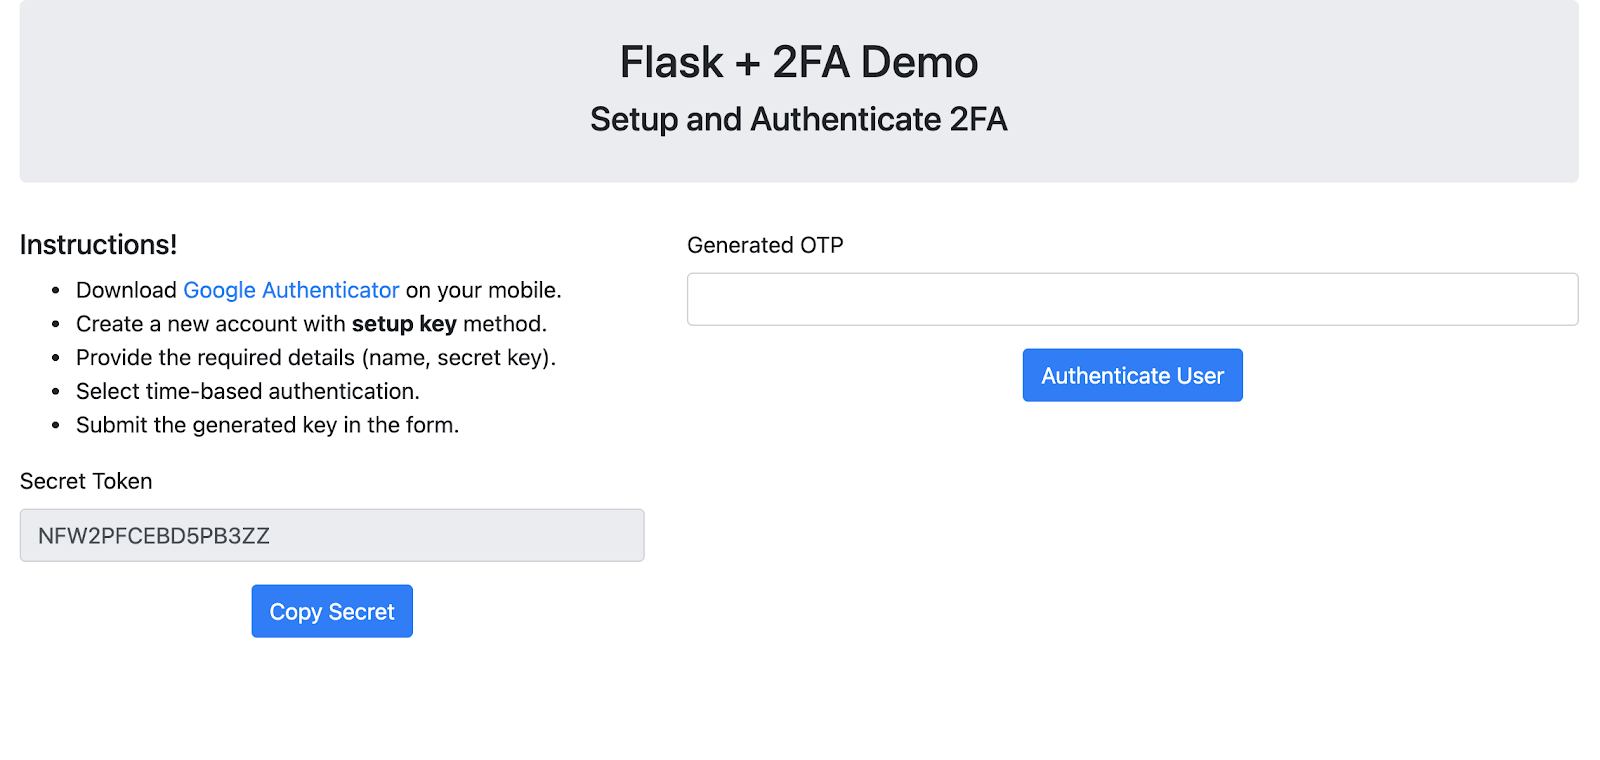 Flask + 2FA Demo
Setup and Authenticate 2FA
Instructions!
Download Google Authenticator on your mobile.
Create a new account with setup key method.
Provide the required details (name, secret key).
Select time-based authentication.
Submit the generated key in the form.
Secret Token
NFW2PFCEBD5PB3ZZ
Copy Secret
Generated OTP
Authenticate User